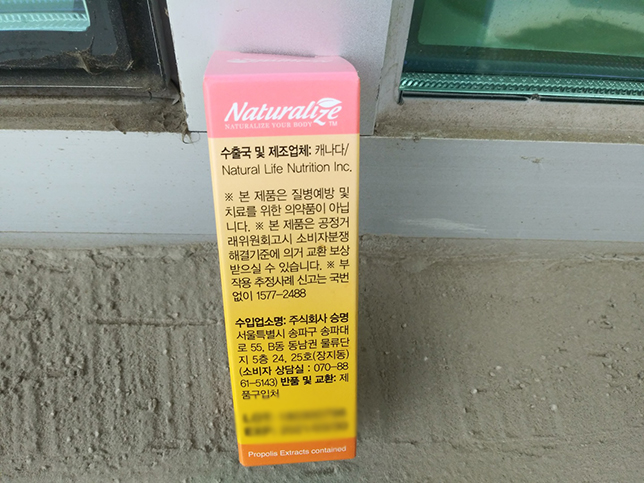 Naturalize
NATURALIZE YOUR BODY TM
수출국 및 제조업체: 캐나다/
Natural Life Nutrition Inc.
※ 본 제품은 질병예방 및
치료를 위한 의약품이 아닙
니다. ※ 본 제품은 공정거
래위원회고시 소비자분쟁
해결기준에 의거 교환 보상
받으실 수 있습니다. ※ 부
작용 추정사례 신고는 국번
없이 1577-2488
수입업소명: 주식회사 승명
서울특별시 송파구 송파대
로 55, B동 동남권 물류단
지 5층 24, 25호(장지동)
(소비자 상담실 : 070-88
61-5143) 반품 및 교환: 제
품구입처
LOT:
EXP:
Propolis Extracts contained